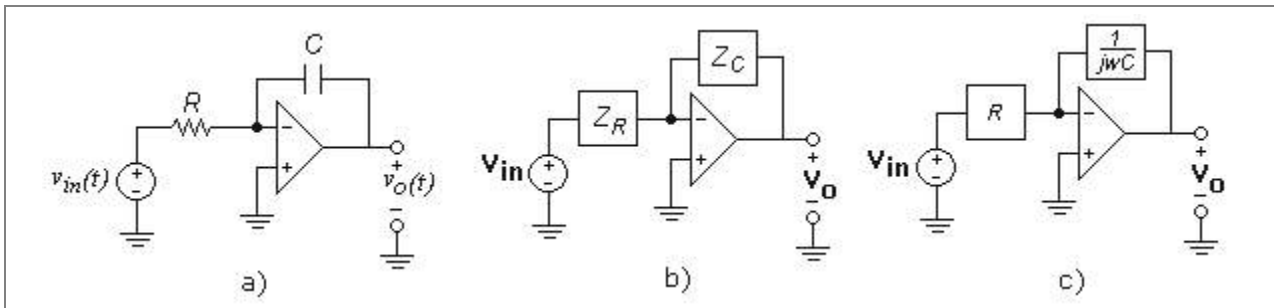 C
R
−
+
v_in(t)
+
−
+
v_o(t)
−
a)
Z_C
Z_R
−
+
V_in
+
−
+
V_o
−
b)
1
jwC
R
−
+
V_in
+
−
+
V_o
−
c)